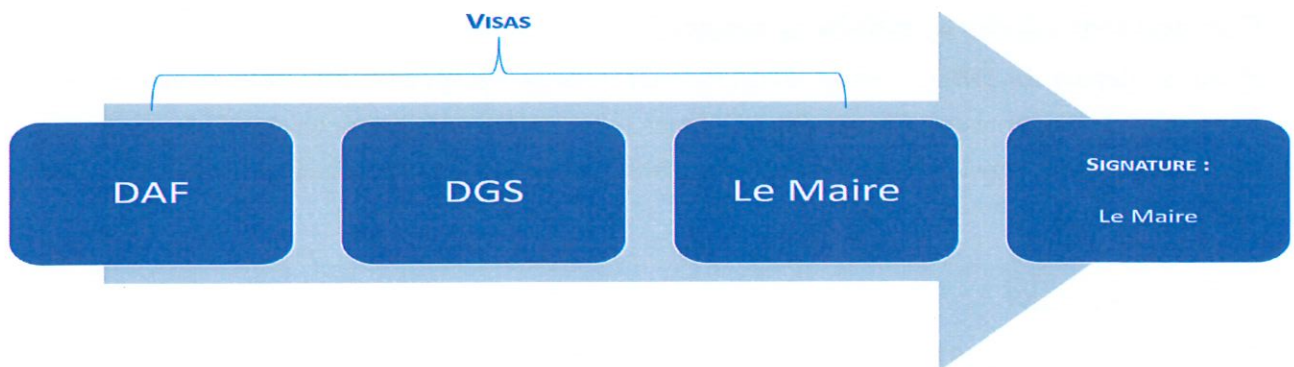 VISAS
DAF
DGS
Le Maire
SIGNATURE :
Le Maire